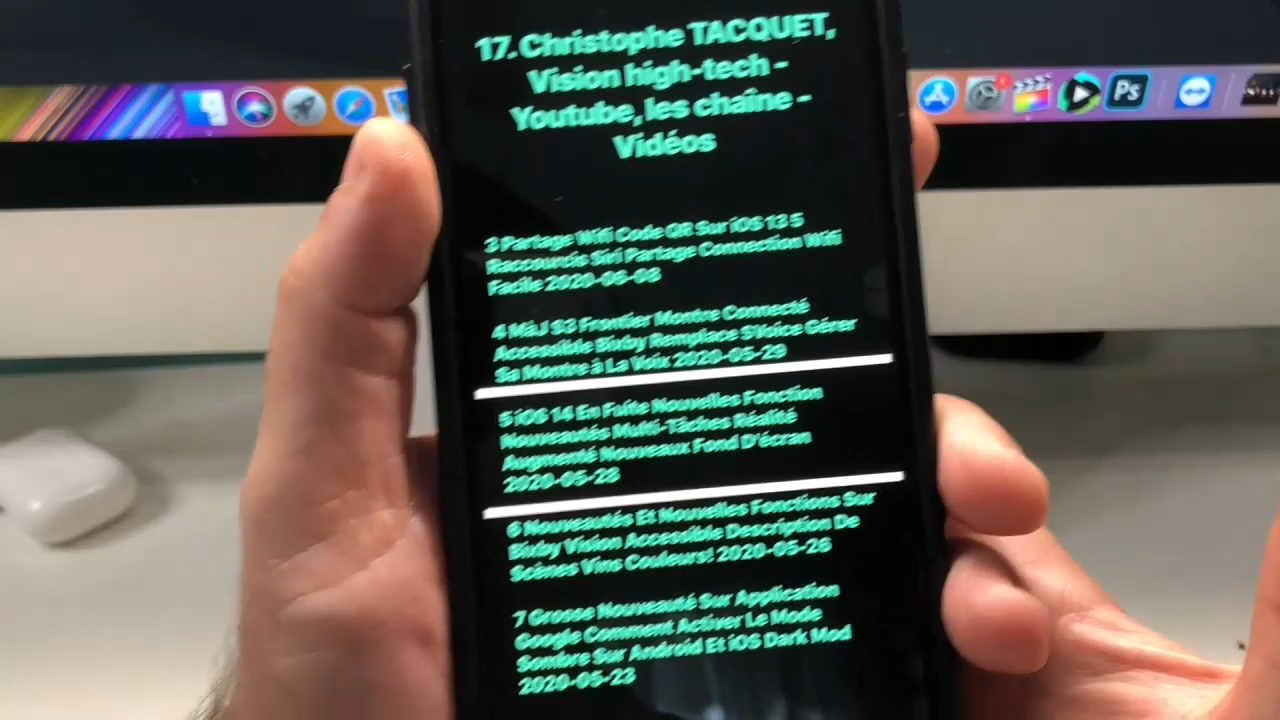 17. Christophe TACQUET,
Vision high-tech -
Youtube, les chaîne -
Vidéos
3 Partage Wifi Code QR Sur iOS 13 5
Raccourcis Siri Partage Connection Wifi
Facile 2020-06-08
4 MàJ S3 Frontier Montre Connecté
Accessible Bixby Remplace S'Voice Gérer
Sa Montre à La Voix 2020-05-29
5 iOS 14 En Fuite Nouvelles Fonction
Nouveautés Multi-Tâches Réalité
Augmenté Nouveaux Fond D'écran
2020-05-28
6 Nouveautés Et Nouvelles Fonctions Sur
Bixby Vision Accessible Description De
Scènes Vins Couleurs! 2020-05-26
7 Grosse Nouveauté Sur Application
Google Comment Activer Le Mode
Sombre Sur Android Et iOS Dark Mod
2020-05-23
Ps